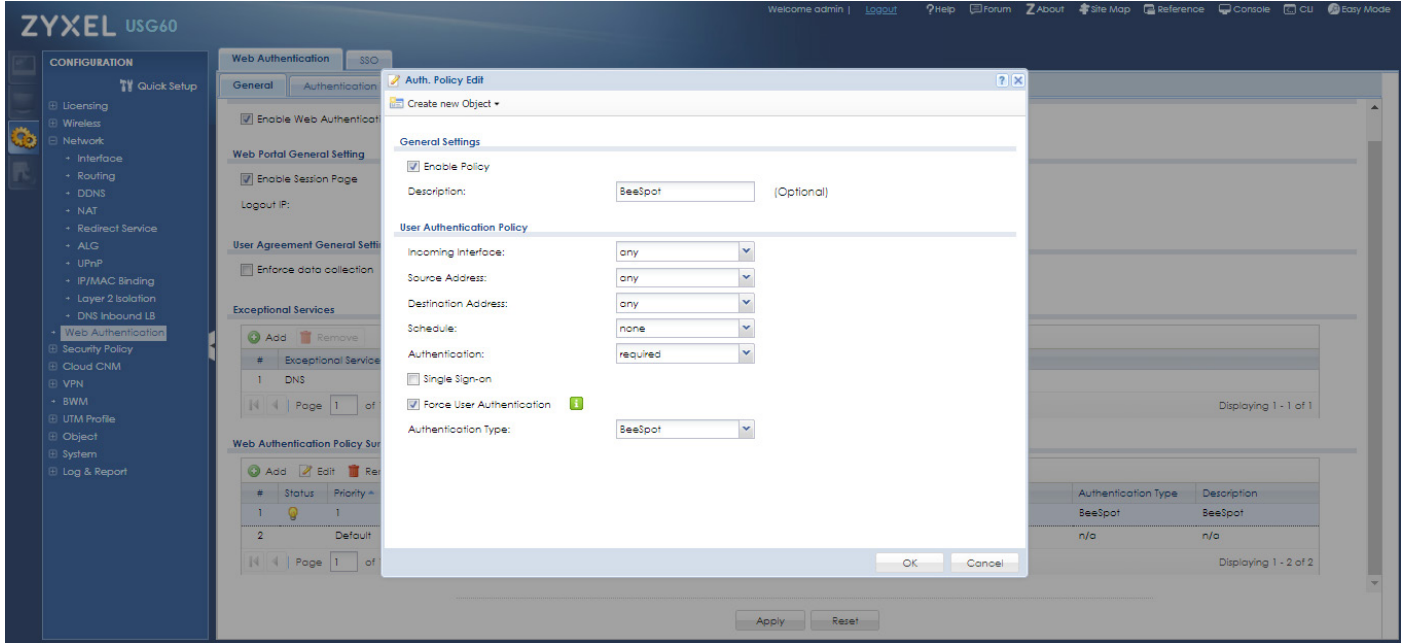 ZYXEL USG60
Welcome admin | Logout ?Help Forum Z About Site Map Reference Console CLI Easy Mode
CONFIGURATION
Quick Setup
Licensing
Wireless
Network
Interface
Routing
DDNS
NAT
Redirect Service
ALG
UPnP
IP/MAC Binding
Layer 2 Isolation
DNS Inbound LB
Web Authentication
Security Policy
Cloud CNM
VPN
BWM
UTM Profile
Object
System
Log & Report
Web Authentication SSO
General Authentication
Enable Web Authenticati
Web Portal General Setting
Enable Session Page
Logout IP:
User Agreement General Setti
Enforce data collection
Exceptional Services
Add Remove
# Exceptional Service
1 DNS
Page 1 of
Displaying 1 - 1 of 1
Web Authentication Policy Sur
Add Edit Re
# Status Priority Authentication Type Description
1 1 BeeSpot BeeSpot
2 Default n/a n/a
Page 1 of
Displaying 1 - 2 of 2
Apply Reset
Auth. Policy Edit ? X
Create new Object
General Settings
Enable Policy
Description: BeeSpot (Optional)
User Authentication Policy
Incoming Interface: any
Source Address: any
Destination Address: any
Schedule: none
Authentication: required
Single Sign-on
Force User Authentication i
Authentication Type: BeeSpot
OK Cancel